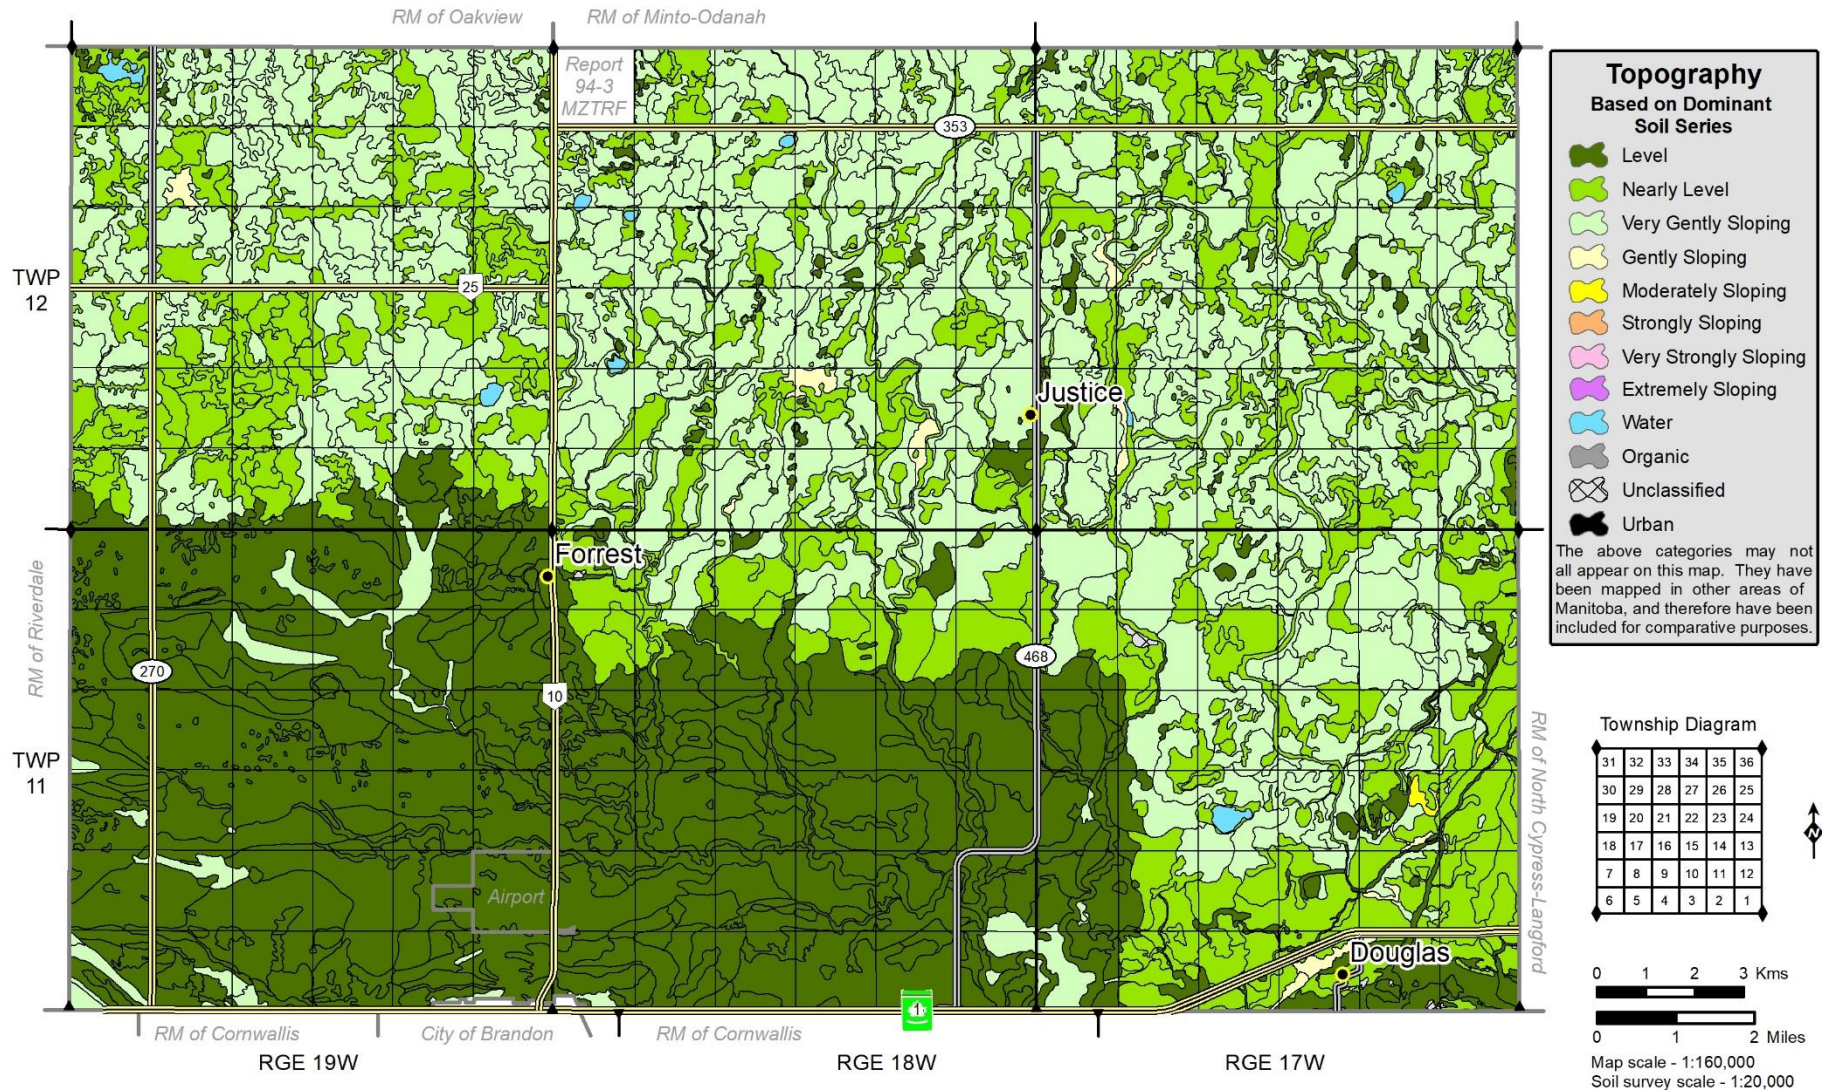 RM of Oakview
RM of Minto-Odanah
Report
94-3
MZTRF
353
25
TWP
12
Justice
Forrest
RM of Riverdale
270
10
468
TWP
11
Airport
Douglas
1
RM of Cornwallis
City of Brandon
RM of Cornwallis
RGE 19W
RGE 18W
RGE 17W
RM of North Cypress-Langford
Topography
Based on Dominant
Soil Series
Level
Nearly Level
Very Gently Sloping
Gently Sloping
Moderately Sloping
Strongly Sloping
Very Strongly Sloping
Extremely Sloping
Water
Organic
Unclassified
Urban
The above categories may not
all appear on this map. They have
been mapped in other areas of
Manitoba, and therefore have been
included for comparative purposes.
Township Diagram
31 32 33 34 35 36
30 29 28 27 26 25
19 20 21 22 23 24
18 17 16 15 14 13
7 8 9 10 11 12
6 5 4 3 2 1
N
0 1 2 3 Kms
0 1 2 Miles
Map scale - 1:160,000
Soil survey scale - 1:20,000